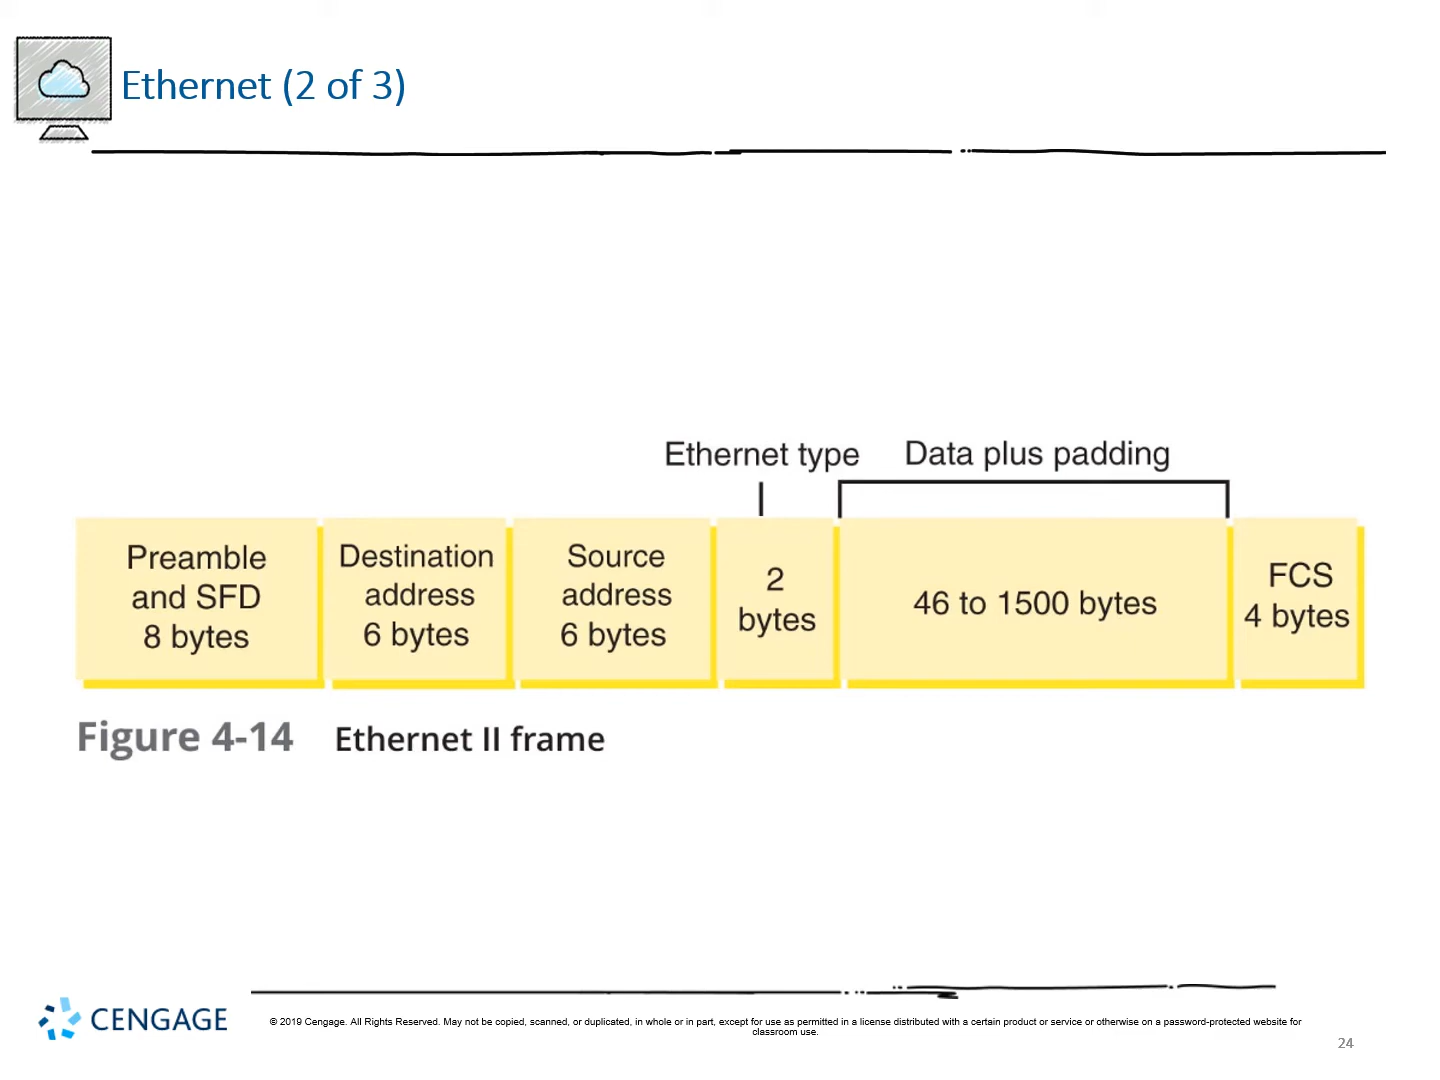 Ethernet (2 of 3)
Ethernet type
Data plus padding
Preamble
and SFD
8 bytes
Destination
address
6 bytes
Source
address
6 bytes
2
bytes
46 to 1500 bytes
FCS
4 bytes
Figure 4-14 Ethernet II frame
CENGAGE
© 2019 Cengage. All Rights Reserved. May not be copied, scanned, or duplicated, in whole or in part, except for use as permitted in a license distributed with a certain product or service or otherwise on a password-protected website for
classroom use.
24